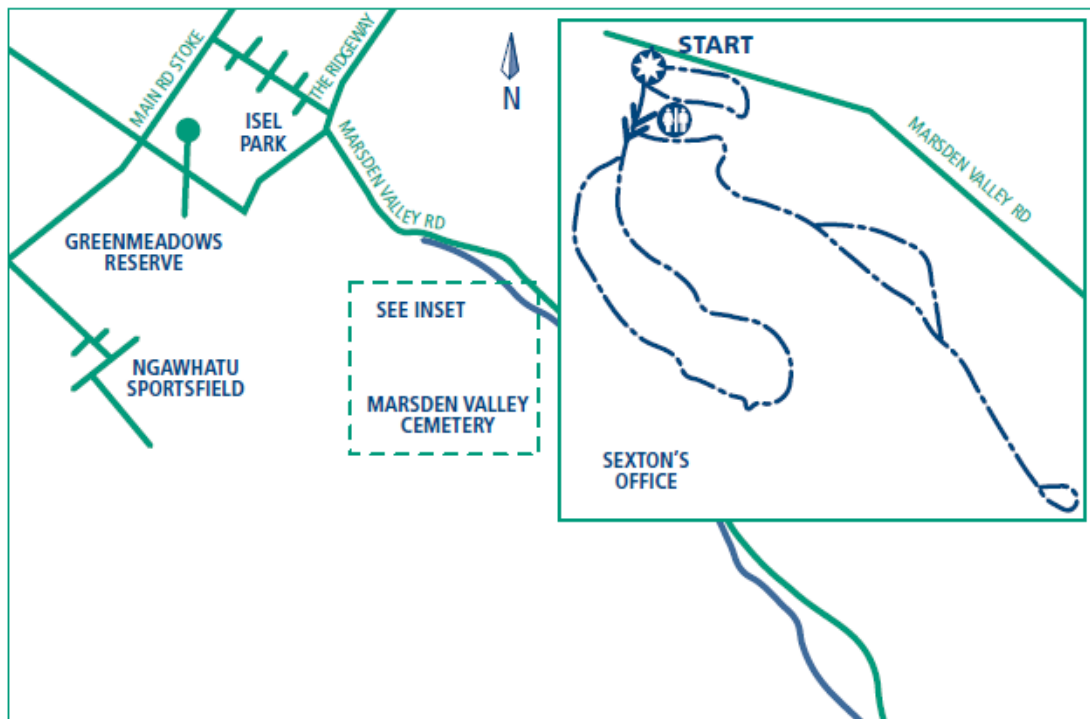 MAIN RD STOKE
THE RIDGEWAY
ISEL
PARK
N
MARSDEN VALLEY RD
GREENMEADOWS
RESERVE
SEE INSET
NGAWHATU
SPORTSFIELD
MARSDEN VALLEY
CEMETERY
START
MARSDEN VALLEY RD
SEXTON'S
OFFICE